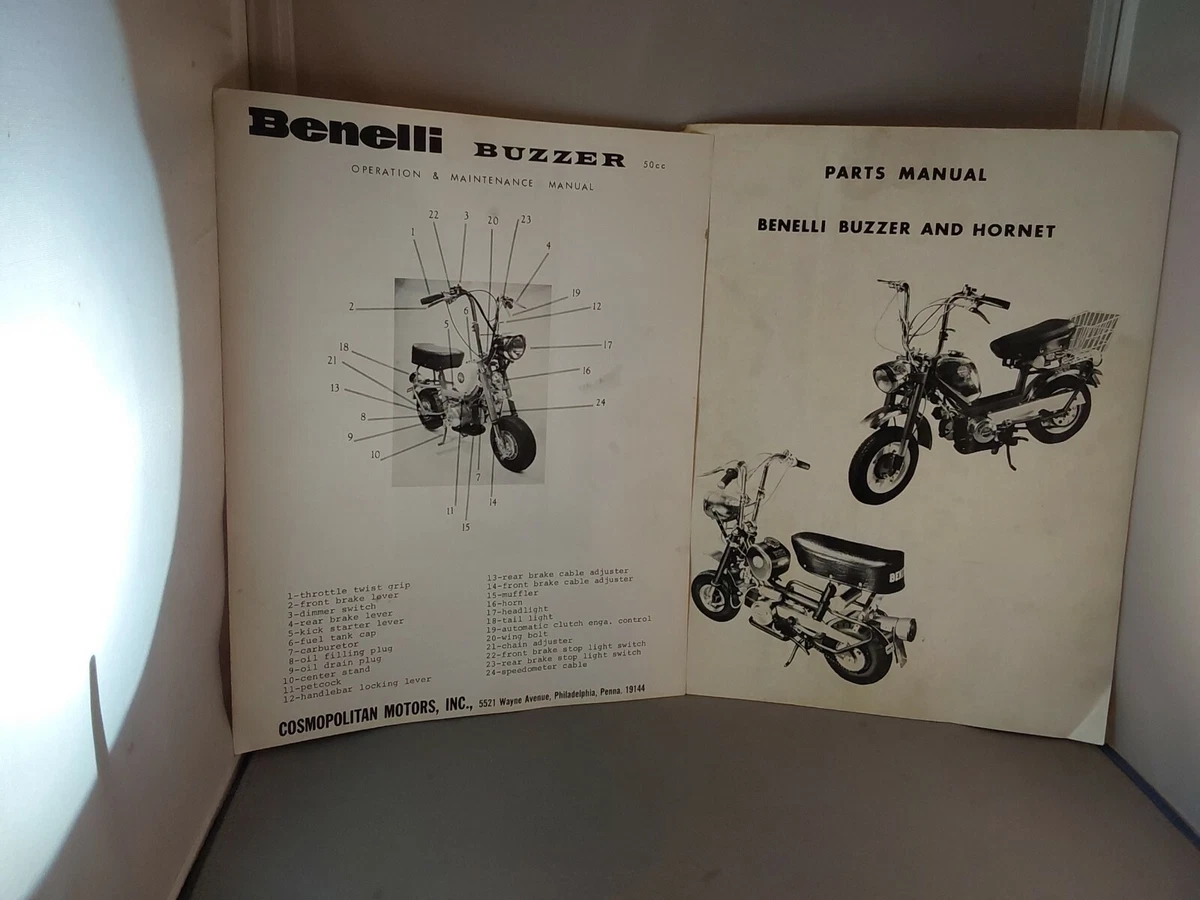 Benelli BUZZER 50cc
OPERATION & MAINTENANCE MANUAL
22 3 20 23
1 4
2 19
5 6 12
18 17
21 16
13
8 24
9
10
7
11 14
15
1-throttle twist grip
2-front brake lever
3-dimmer switch
4-rear brake lever
5-kick starter lever
6-fuel tank cap
7-carburetor
8-oil filling plug
9-oil drain plug
10-center stand
11-petcock
12-handlebar locking lever
13-rear brake cable adjuster
14-front brake cable adjuster
15-muffler
16-horn
17-headlight
18-tail light
19-automatic clutch enga. control
20-wing bolt
21-chain adjuster
22-front brake stop light switch
23-rear brake stop light switch
24-speedometer cable
COSMOPOLITAN MOTORS, INC., 5521 Wayne Avenue, Philadelphia, Penna. 19144
PARTS MANUAL
BENELLI BUZZER AND HORNET